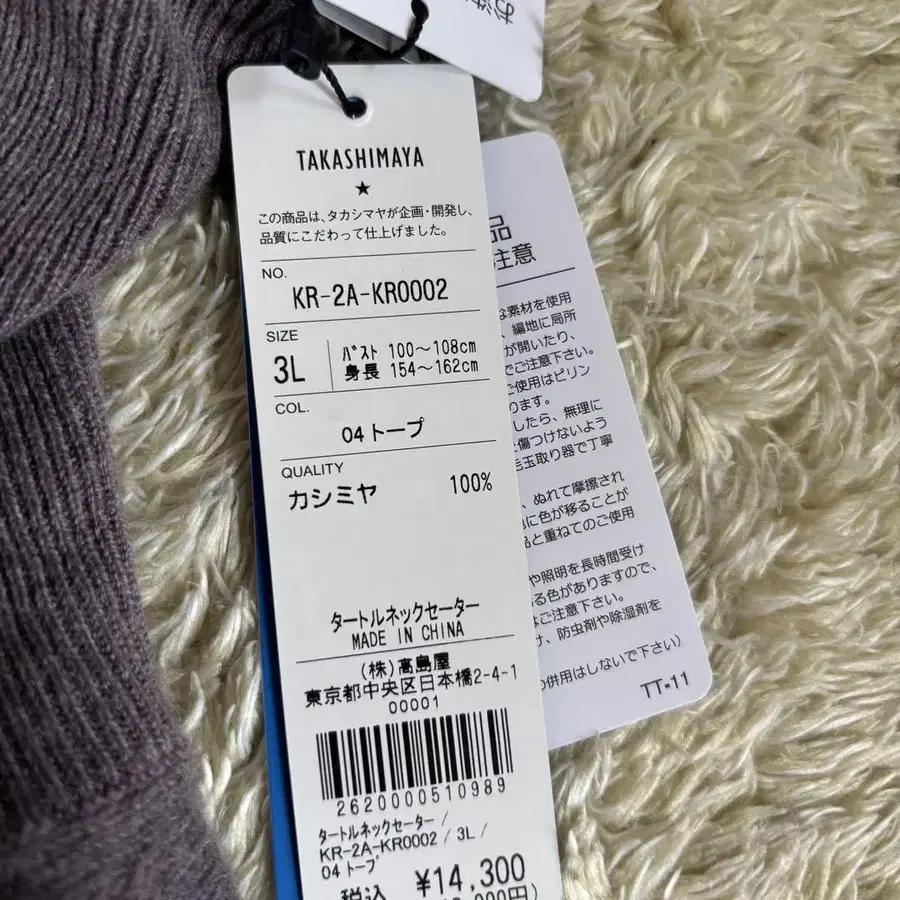 TAKASHIMAYA
★
この商品は、タカシマヤが企画・開発し、
品質にこだわって仕上げました。
NO.
KR-2A-KR0002
SIZE
3L
バスト 100～108cm
身長 154～162cm
COL.
04 トープ
QUALITY
カシミヤ 100%
タートルネックセーター
MADE IN CHINA
(株)高島屋
東京都中央区日本橋2-4-1
00001
2620000510989
タートルネックセーター /
KR-2A-KR0002 / 3L /
04 トープ
税込 ¥14,300
品
注意
な素材を使用
、編地に局所
が開いたり、
でご注意下さい。
ご使用はピリン
ります。
したら、無理に
傷つけないよう
毛玉取り器で丁寧
、ぬれて摩擦され
に色が移ることが
品と重ねてのご使用
や照明を長時間受け
る色がありますので、
ご注意下さい。
け、防虫剤や除湿剤を
の併用はしないで下さい)
TT-11